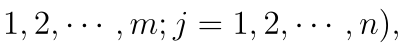 1, 2, ⋯ , m; j = 1, 2, ⋯ , n),